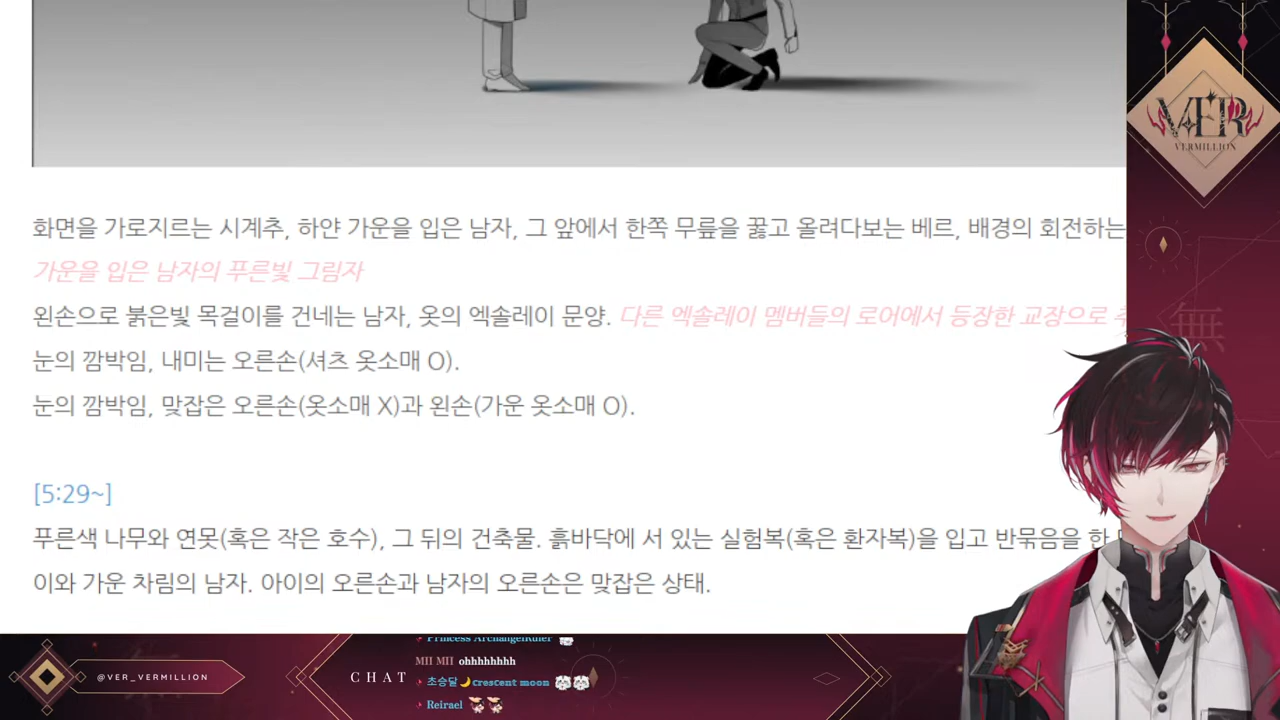 VER
VERMILLION
화면을 가로지르는 시계추, 하얀 가운을 입은 남자, 그 앞에서 한쪽 무릎을 꿇고 올려다보는 베르, 배경의 회전하는
가운을 입은 남자의 푸른빛 그림자
왼손으로 붉은빛 목걸이를 건네는 남자, 옷의 엑솔레이 문양. 다른 엑솔레이 멤버들의 로어에서 등장한 교장으로
無
눈의 깜박임, 내미는 오른손(셔츠 옷소매 O).
눈의 깜박임, 맞잡은 오른손(옷소매 X)과 왼손(가운 옷소매 O).
[5:29~]
푸른색 나무와 연못(혹은 작은 호수), 그 뒤의 건축물. 흙바닥에 서 있는 실험복(혹은 환자복)을 입고 반묶음을 한
이와 가운 차림의 남자. 아이의 오른손과 남자의 오른손은 맞잡은 상태.
@VER_VERMILLION
CHAT
Princess ArchangelRuler
MII MII ohhhhhhhh
초승달🌙crescent moon
Reirael